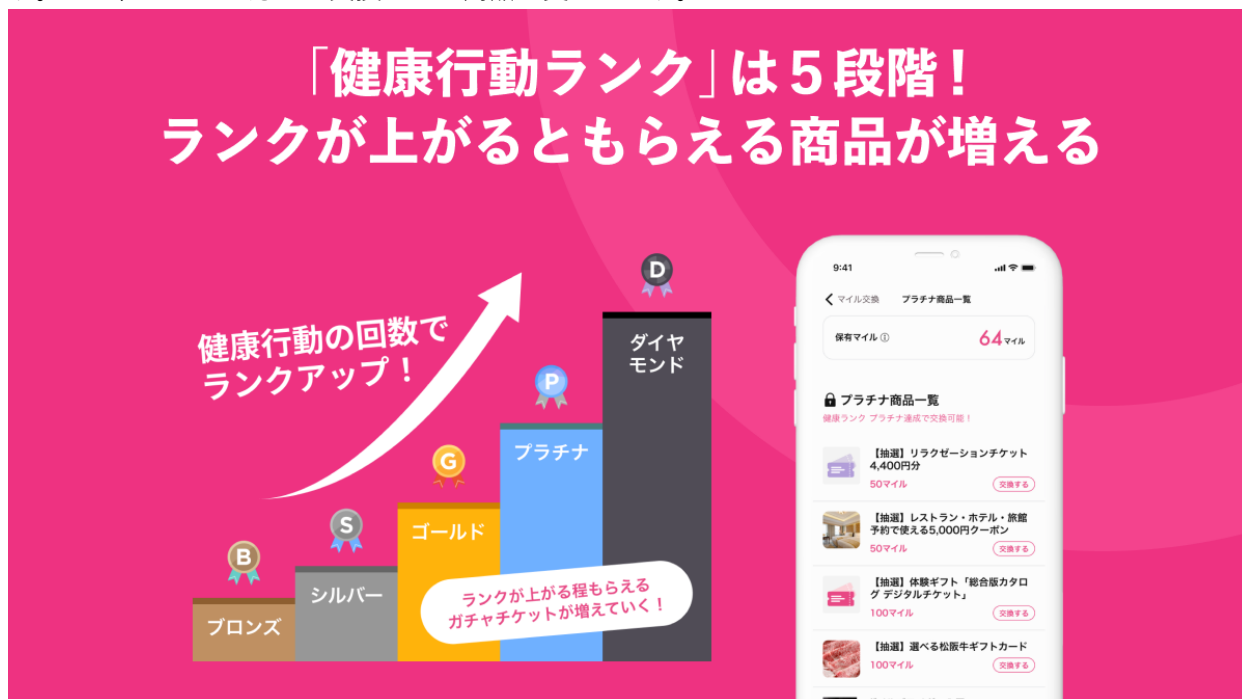 「健康行動ランク」は５段階！
ランクが上がるともらえる商品が増える
健康行動の回数で
ランクアップ！
B
ブロンズ
S
シルバー
G
ゴールド
P
プラチナ
D
ダイヤ
モンド
ランクが上がる程もらえる
ガチャチケットが増えていく！
9:41
マイル交換 プラチナ商品一覧
保有マイル ⓘ 64マイル
プラチナ商品一覧
健康ランク プラチナ達成で交換可能！
【抽選】リラクゼーションチケット
4,400円分
50マイル 交換する
【抽選】レストラン・ホテル・旅館
予約で使える5,000円クーポン
50マイル 交換する
【抽選】体験ギフト「総合版カタロ
グ デジタルチケット」
100マイル 交換する
【抽選】選べる松阪牛ギフトカード
100マイル 交換する